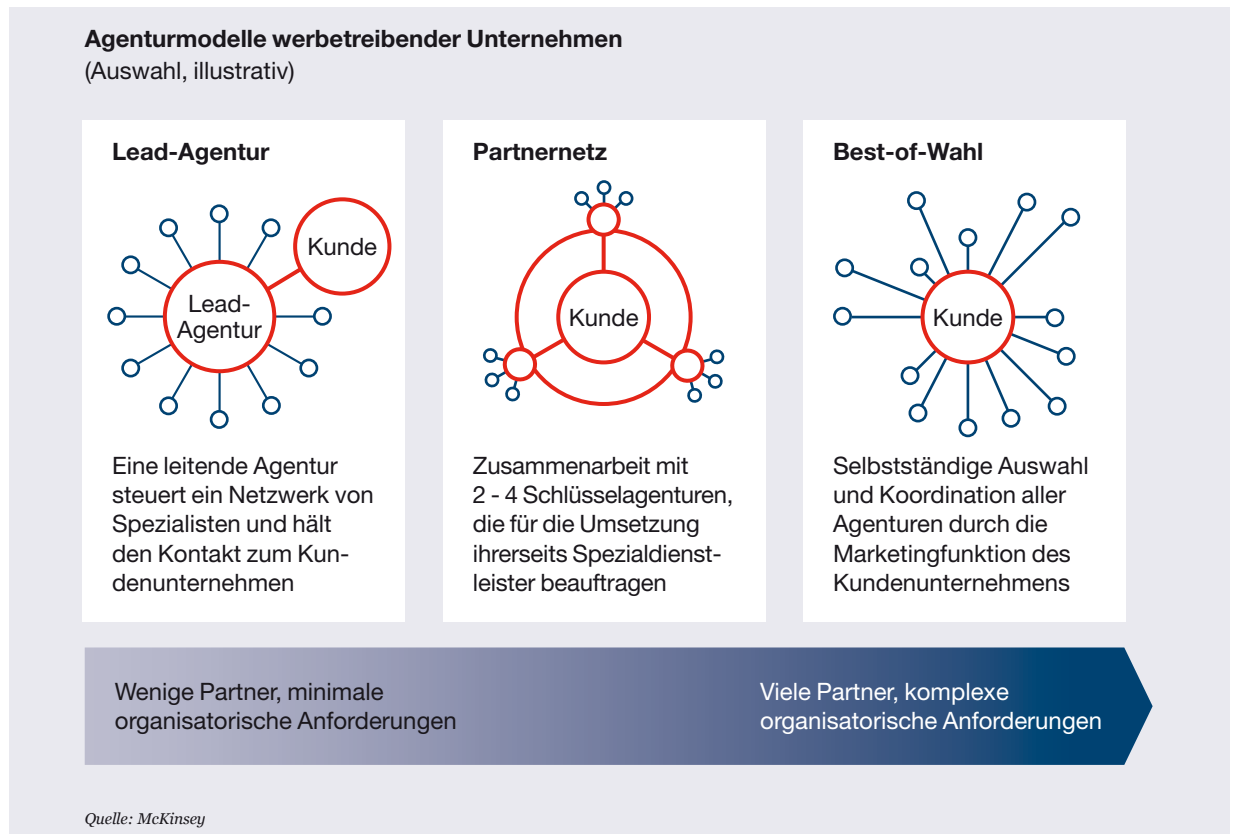 Agenturmodelle werbetreibender Unternehmen
(Auswahl, illustrativ)
Lead-Agentur
Kunde
Lead-
Agentur
Eine leitende Agentur
steuert ein Netzwerk von
Spezialisten und hält
den Kontakt zum Kun-
denunternehmen
Partnernetz
Kunde
Zusammenarbeit mit
2 - 4 Schlüsselagenturen,
die für die Umsetzung
ihrerseits Spezialdienst-
leister beauftragen
Best-of-Wahl
Kunde
Selbstständige Auswahl
und Koordination aller
Agenturen durch die
Marketingfunktion des
Kundenunternehmens
Wenige Partner, minimale
organisatorische Anforderungen
Viele Partner, komplexe
organisatorische Anforderungen
Quelle: McKinsey